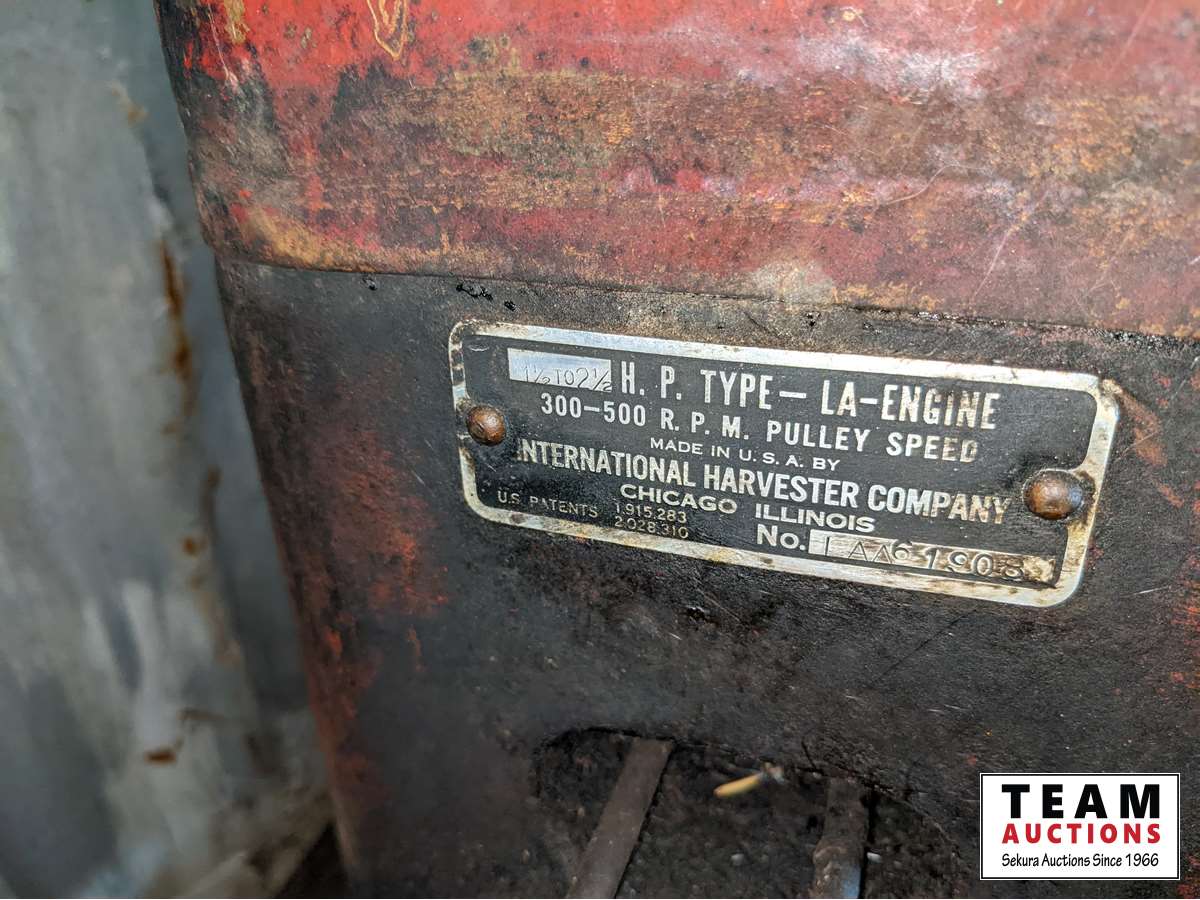 1½ TO 2½ H. P. TYPE — LA-ENGINE
300-500 R. P. M. PULLEY SPEED
MADE IN U. S. A. BY
INTERNATIONAL HARVESTER COMPANY
CHICAGO ILLINOIS
U.S. PATENTS 1,915,283
2,028,310
No. LAA61903
TEAM
AUCTIONS
Sekura Auctions Since 1966